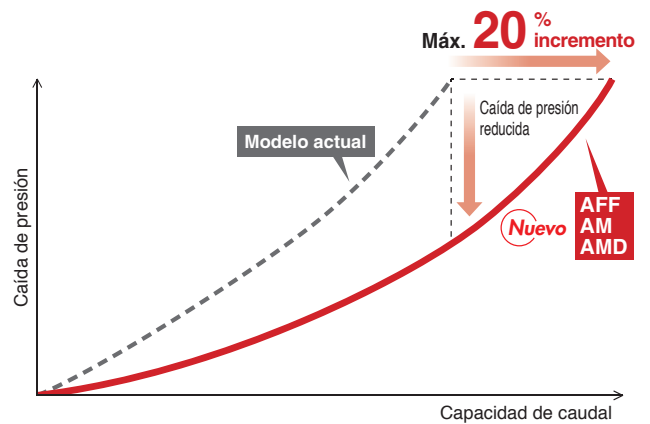 Máx. 20 % incremento
Caída de presión
reducida
Modelo actual
Nuevo
AFF
AM
AMD
Caída de presión
Capacidad de caudal